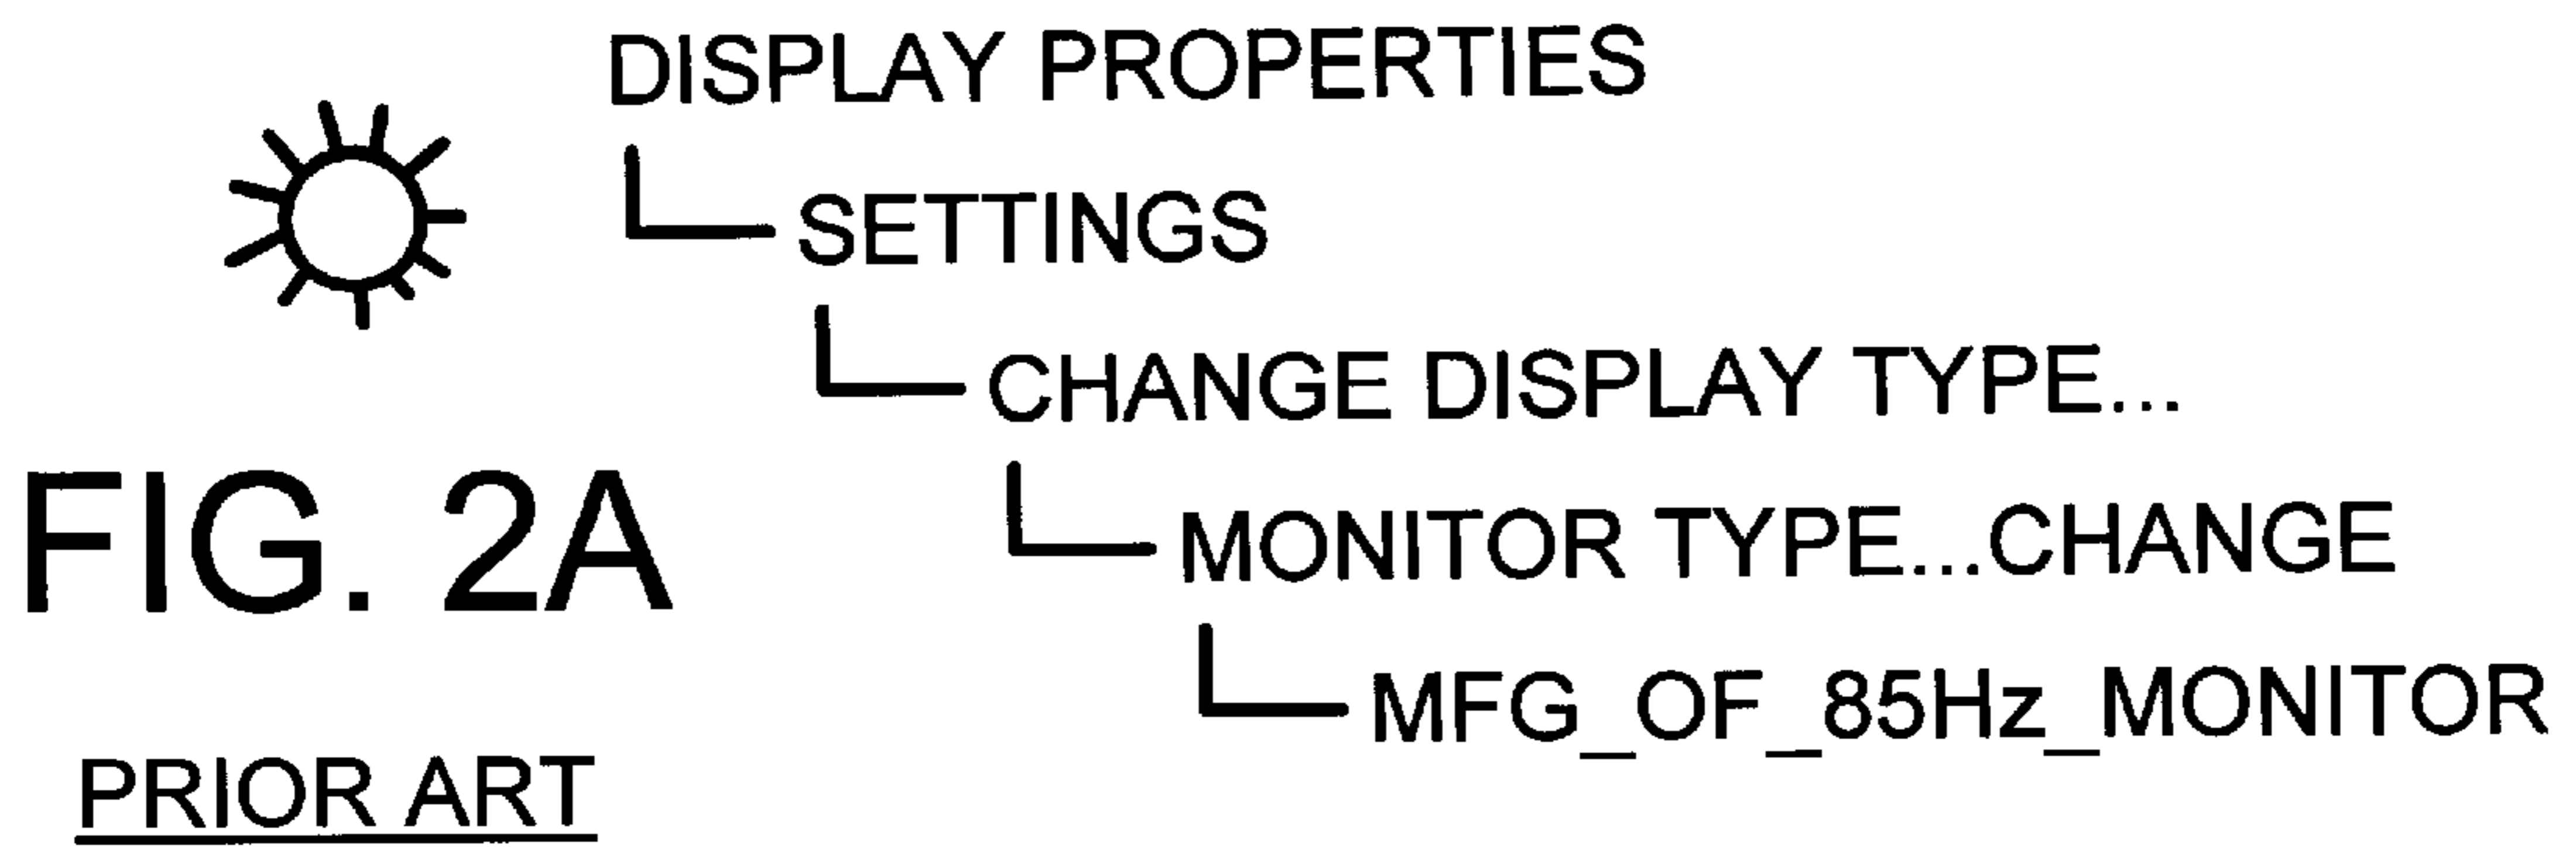 DISPLAY PROPERTIES
SETTINGS
CHANGE DISPLAY TYPE...
MONITOR TYPE...CHANGE
MFG_OF_85Hz_MONITOR
FIG. 2A
PRIOR ART